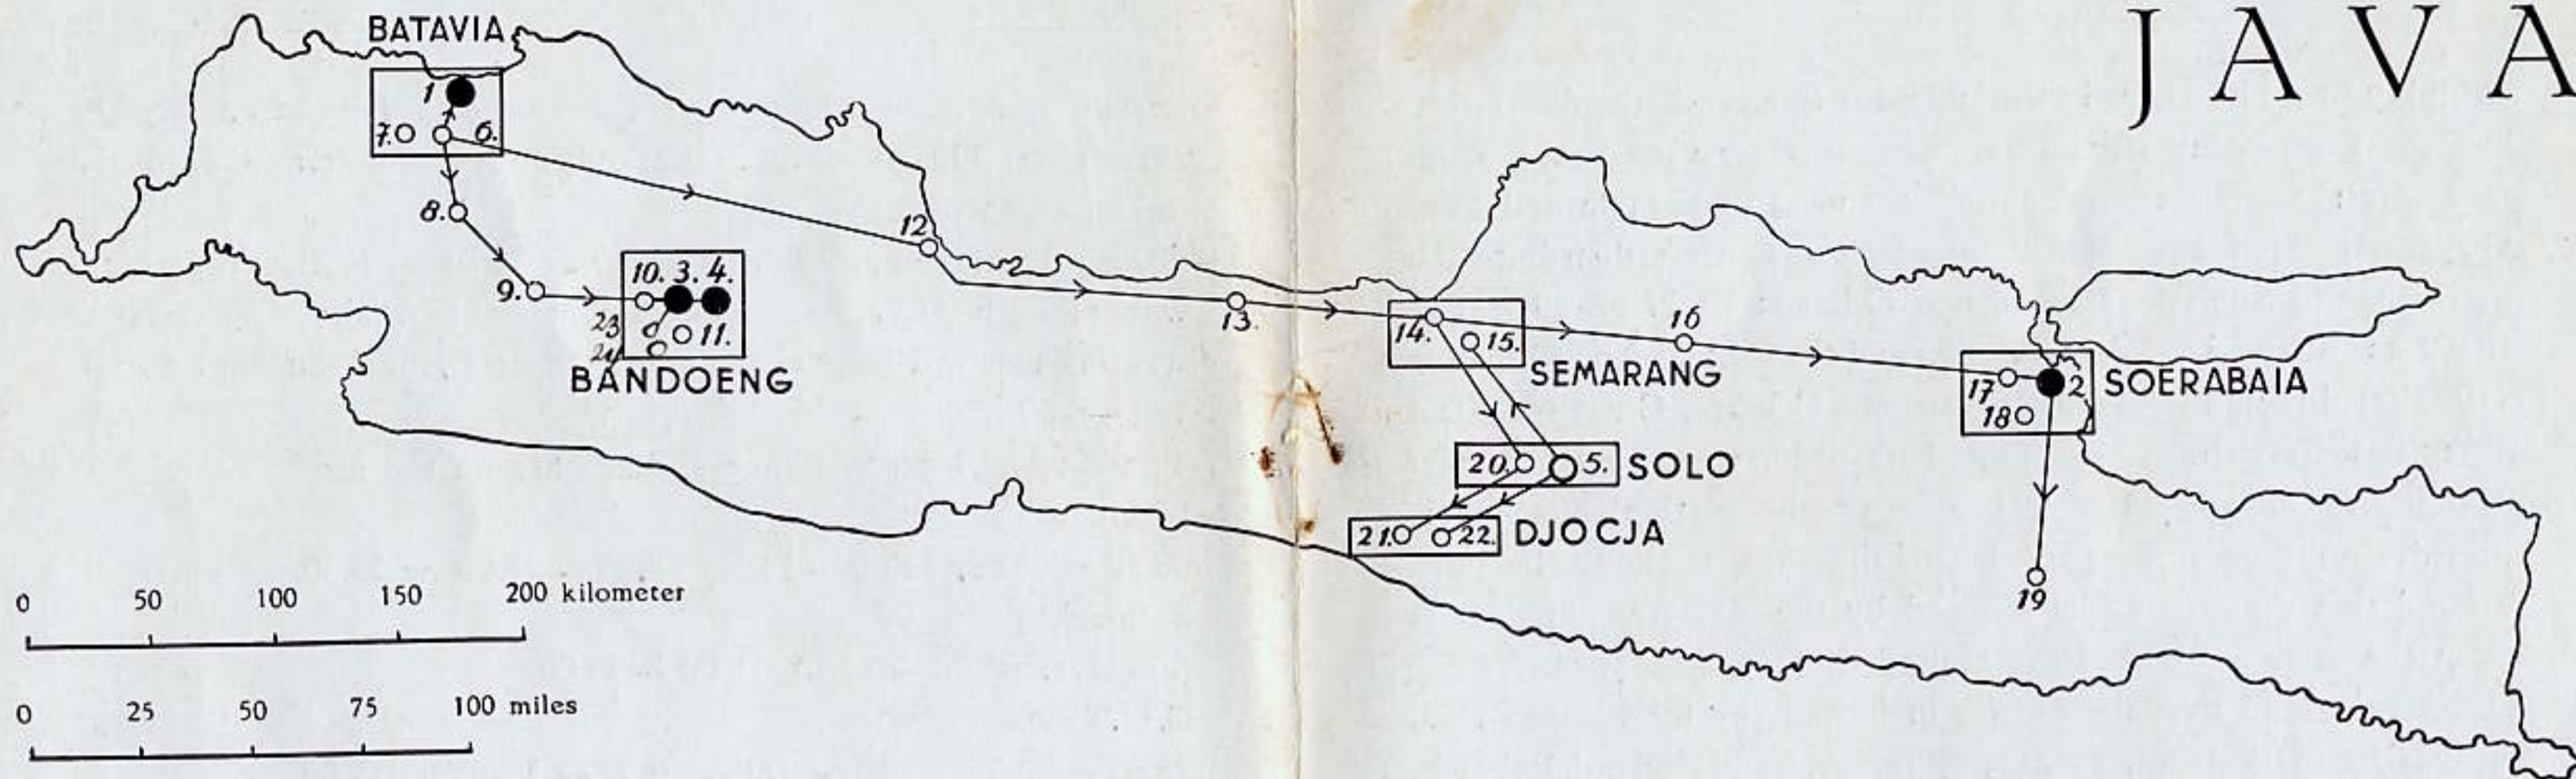 JAVA
BATAVIA
1
7.
6.
8.
12.
9.
10. 3. 4.
23
11.
24
BANDOENG
13.
14.
15.
SEMARANG
16
17
2
18
SOERABAIA
20.
5.
SOLO
21.
22.
DJOCJA
19
0 50 100 150 200 kilometer
0 25 50 75 100 miles